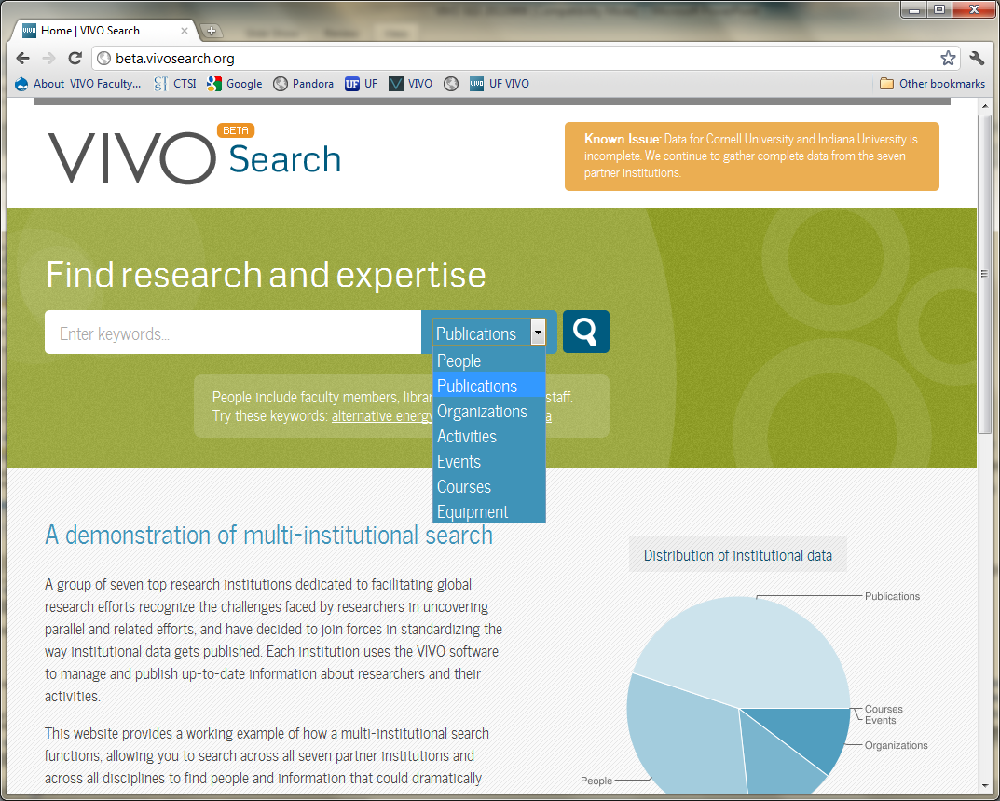 Home | VIVO Search
beta.vivosearch.org
About VIVO Faculty...
CTSI
Google
Pandora
UF UF
VIVO
VIVO UF VIVO
Other bookmarks
VIVO BETA Search
Known Issue: Data for Cornell University and Indiana University is
incomplete. We continue to gather complete data from the seven
partner institutions.
Find research and expertise
Enter keywords...
Publications
People
Publications
Organizations
Activities
Events
Courses
Equipment
People include faculty members, staff.
Try these keywords: alternative energy
A demonstration of multi-institutional search
A group of seven top research institutions dedicated to facilitating global
research efforts recognize the challenges faced by researchers in uncovering
parallel and related efforts, and have decided to join forces in standardizing the
way institutional data gets published. Each institution uses the VIVO software
to manage and publish up-to-date information about researchers and their
activities.
This website provides a working example of how a multi-institutional search
functions, allowing you to search across all seven partner institutions and
across all disciplines to find people and information that could dramatically
Distribution of institutional data
Publications
Courses
Events
Organizations
People